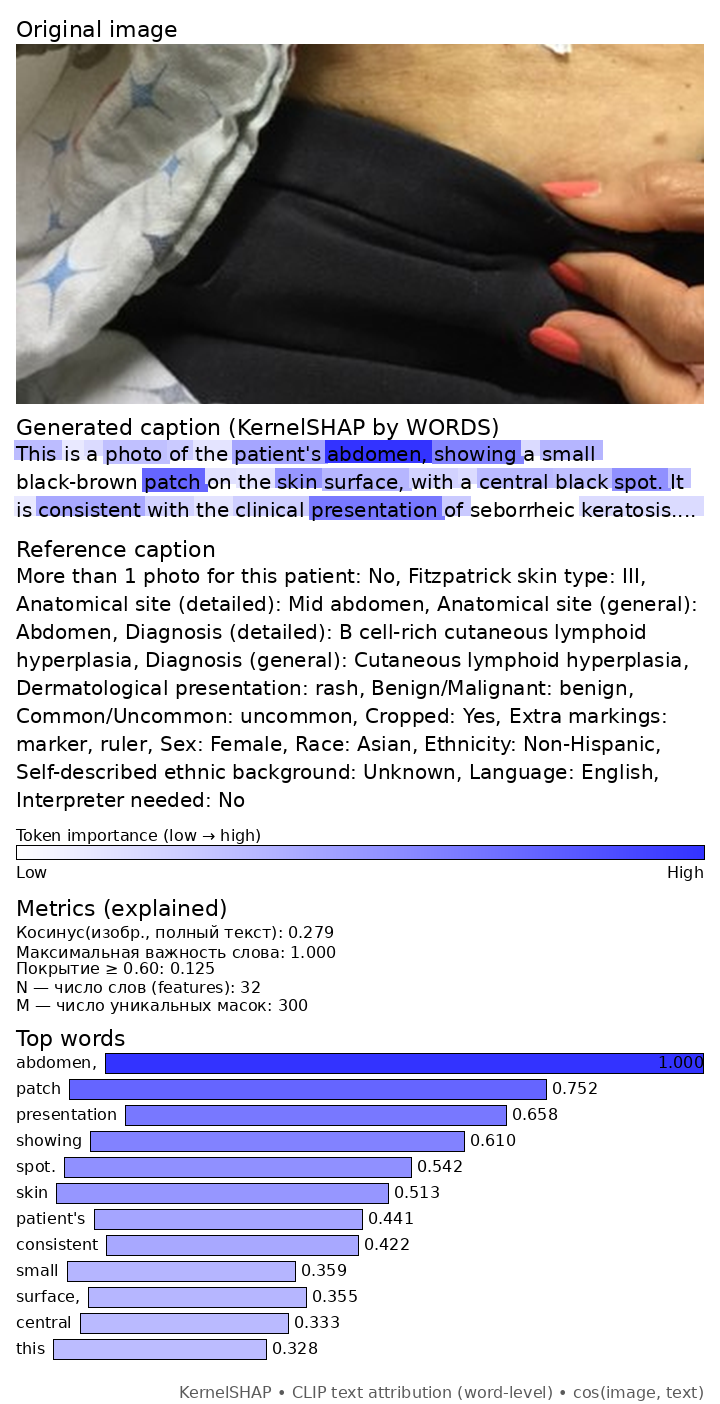 Original image
Generated caption (KernelSHAP by WORDS)
This is a photo of the patient's abdomen, showing a small
black-brown patch on the skin surface, with a central black spot. It
is consistent with the clinical presentation of seborrheic keratosis....
Reference caption
More than 1 photo for this patient: No, Fitzpatrick skin type: III,
Anatomical site (detailed): Mid abdomen, Anatomical site (general):
Abdomen, Diagnosis (detailed): B cell-rich cutaneous lymphoid
hyperplasia, Diagnosis (general): Cutaneous lymphoid hyperplasia,
Dermatological presentation: rash, Benign/Malignant: benign,
Common/Uncommon: uncommon, Cropped: Yes, Extra markings:
marker, ruler, Sex: Female, Race: Asian, Ethnicity: Non-Hispanic,
Self-described ethnic background: Unknown, Language: English,
Interpreter needed: No
Token importance (low → high)
Low High
Metrics (explained)
Косинус(изобр., полный текст): 0.279
Максимальная важность слова: 1.000
Покрытие ≥ 0.60: 0.125
N — число слов (features): 32
M — число уникальных масок: 300
Top words
abdomen, 1.000
patch 0.752
presentation 0.658
showing 0.610
spot. 0.542
skin 0.513
patient's 0.441
consistent 0.422
small 0.359
surface, 0.355
central 0.333
this 0.328
KernelSHAP • CLIP text attribution (word-level) • cos(image, text)